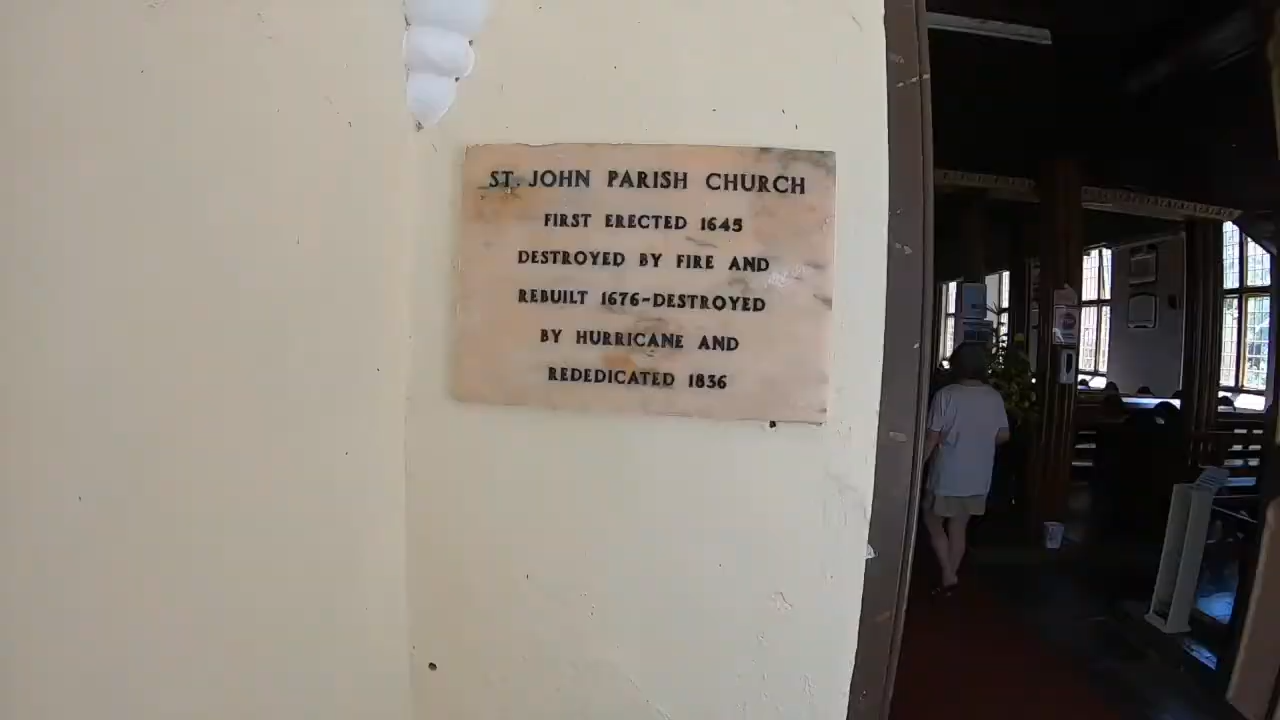 ST. JOHN PARISH CHURCH
FIRST ERECTED 1645
DESTROYED BY FIRE AND
REBUILT 1676-DESTROYED
BY HURRICANE AND
REDEDICATED 1836